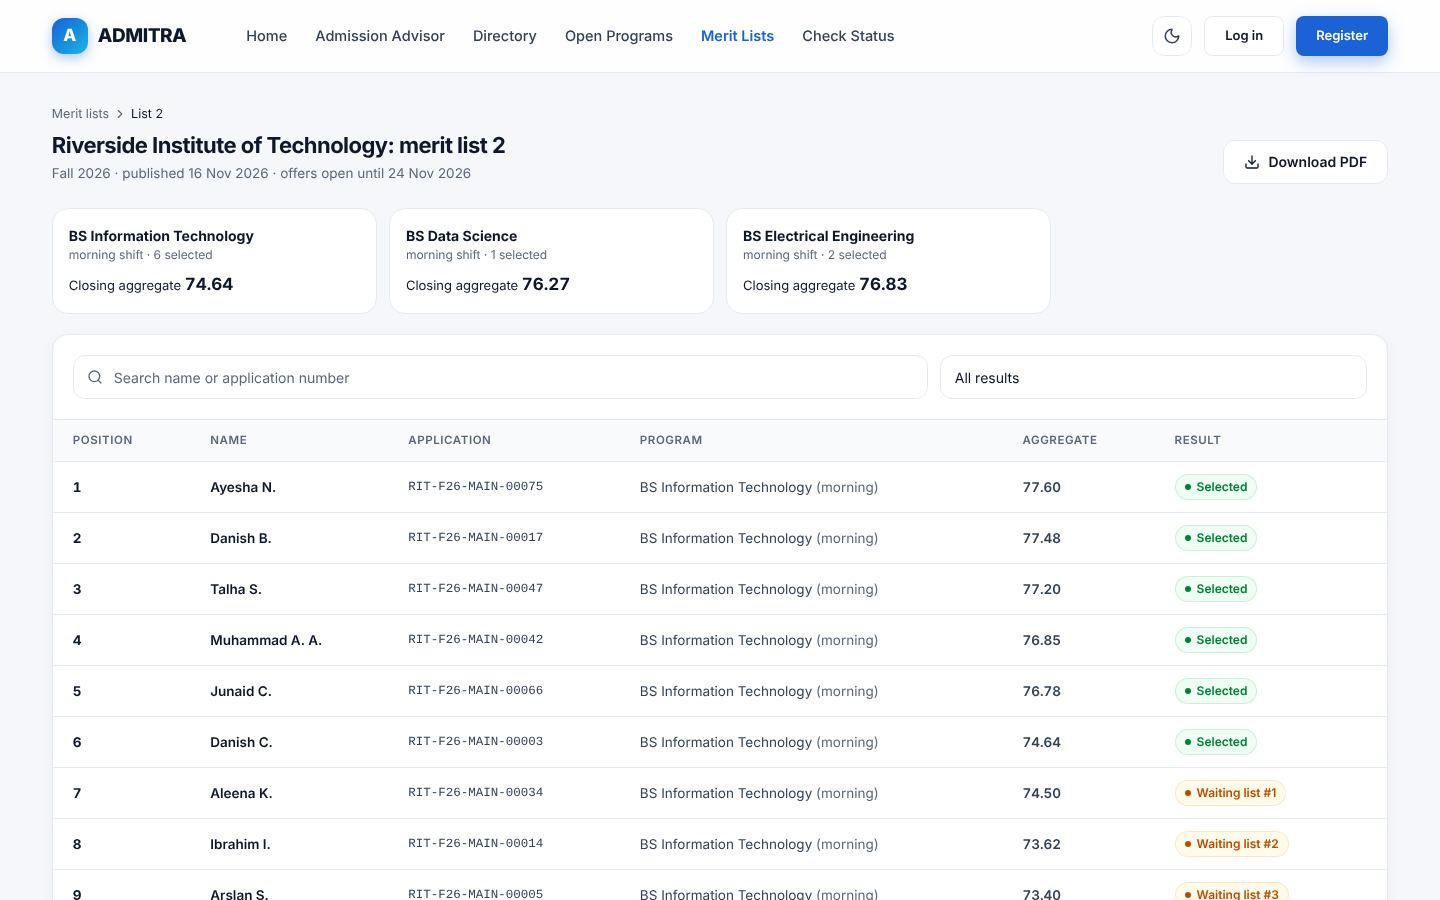 A ADMITRA Home Admission Advisor Directory Open Programs Merit Lists Check Status Log in Register
Merit lists > List 2
Riverside Institute of Technology: merit list 2
Fall 2026 · published 16 Nov 2026 · offers open until 24 Nov 2026
Download PDF
BS Information Technology
morning shift · 6 selected
Closing aggregate 74.64
BS Data Science
morning shift · 1 selected
Closing aggregate 76.27
BS Electrical Engineering
morning shift · 2 selected
Closing aggregate 76.83
Search name or application number
All results
POSITION NAME APPLICATION PROGRAM AGGREGATE RESULT
1 Ayesha N. RIT-F26-MAIN-00075 BS Information Technology (morning) 77.60 Selected
2 Danish B. RIT-F26-MAIN-00017 BS Information Technology (morning) 77.48 Selected
3 Talha S. RIT-F26-MAIN-00047 BS Information Technology (morning) 77.20 Selected
4 Muhammad A. A. RIT-F26-MAIN-00042 BS Information Technology (morning) 76.85 Selected
5 Junaid C. RIT-F26-MAIN-00066 BS Information Technology (morning) 76.78 Selected
6 Danish C. RIT-F26-MAIN-00003 BS Information Technology (morning) 74.64 Selected
7 Aleena K. RIT-F26-MAIN-00034 BS Information Technology (morning) 74.50 Waiting list #1
8 Ibrahim I. RIT-F26-MAIN-00014 BS Information Technology (morning) 73.62 Waiting list #2
9 Arslan S. RIT-F26-MAIN-00005 BS Information Technology (morning) 73.40 Waiting list #3